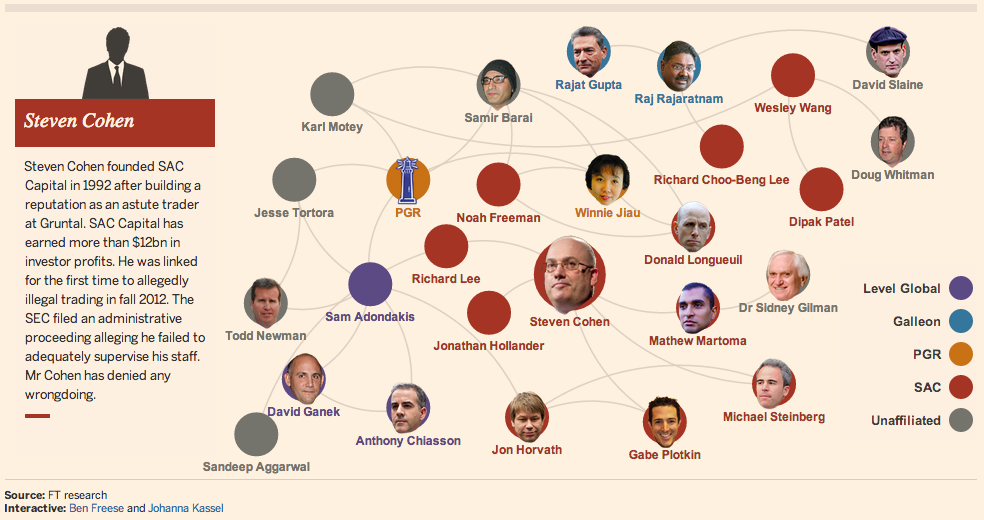 Steven Cohen
Steven Cohen founded SAC
Capital in 1992 after building a
reputation as an astute trader
at Gruntal. SAC Capital has
earned more than $12bn in
investor profits. He was linked
for the first time to allegedly
illegal trading in fall 2012. The
SEC filed an administrative
proceeding alleging he failed to
adequately supervise his staff.
Mr Cohen has denied any
wrongdoing.
Rajat Gupta
Raj Rajaratnam
David Slaine
Wesley Wang
Karl Motey
Samir Barai
Doug Whitman
Richard Choo-Beng Lee
Jesse Tortora
PGR
Noah Freeman
Winnie Jiau
Dipak Patel
Donald Longueuil
Richard Lee
Sam Adondakis
Steven Cohen
Dr Sidney Gilman
Todd Newman
Jonathan Hollander
Mathew Martoma
David Ganek
Anthony Chiasson
Michael Steinberg
Jon Horvath
Gabe Plotkin
Sandeep Aggarwal
Level Global
Galleon
PGR
SAC
Unaffiliated
Source: FT research
Interactive: Ben Freese and Johanna Kassel